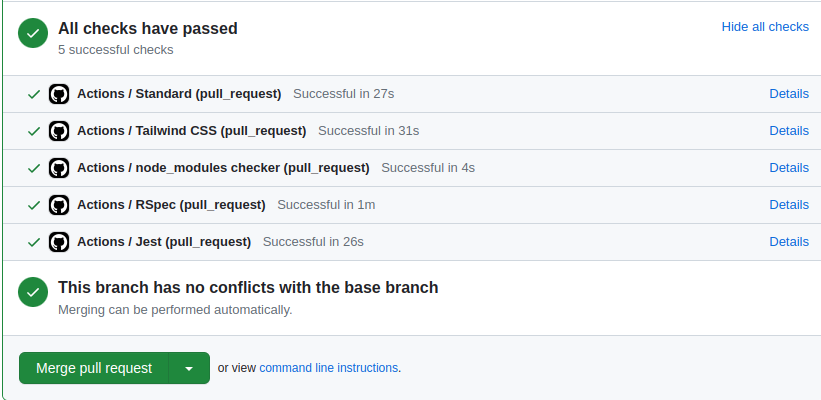 All checks have passed
Hide all checks
5 successful checks
Actions / Standard (pull_request) Successful in 27s Details
Actions / Tailwind CSS (pull_request) Successful in 31s Details
Actions / node_modules checker (pull_request) Successful in 4s Details
Actions / RSpec (pull_request) Successful in 1m Details
Actions / Jest (pull_request) Successful in 26s Details
This branch has no conflicts with the base branch
Merging can be performed automatically.
Merge pull request or view command line instructions.